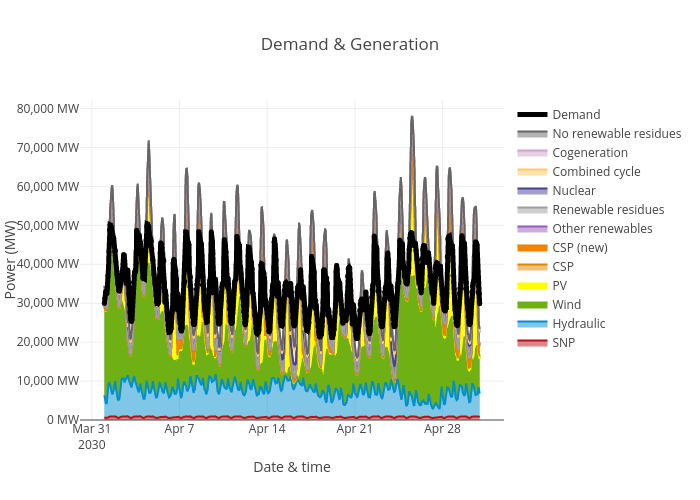 Demand & Generation
80,000 MW
70,000 MW
60,000 MW
50,000 MW
40,000 MW
30,000 MW
20,000 MW
10,000 MW
0 MW
Power (MW)
Mar 31
2030
Apr 7
Apr 14
Apr 21
Apr 28
Date & time
Demand
No renewable residues
Cogeneration
Combined cycle
Nuclear
Renewable residues
Other renewables
CSP (new)
CSP
PV
Wind
Hydraulic
SNP